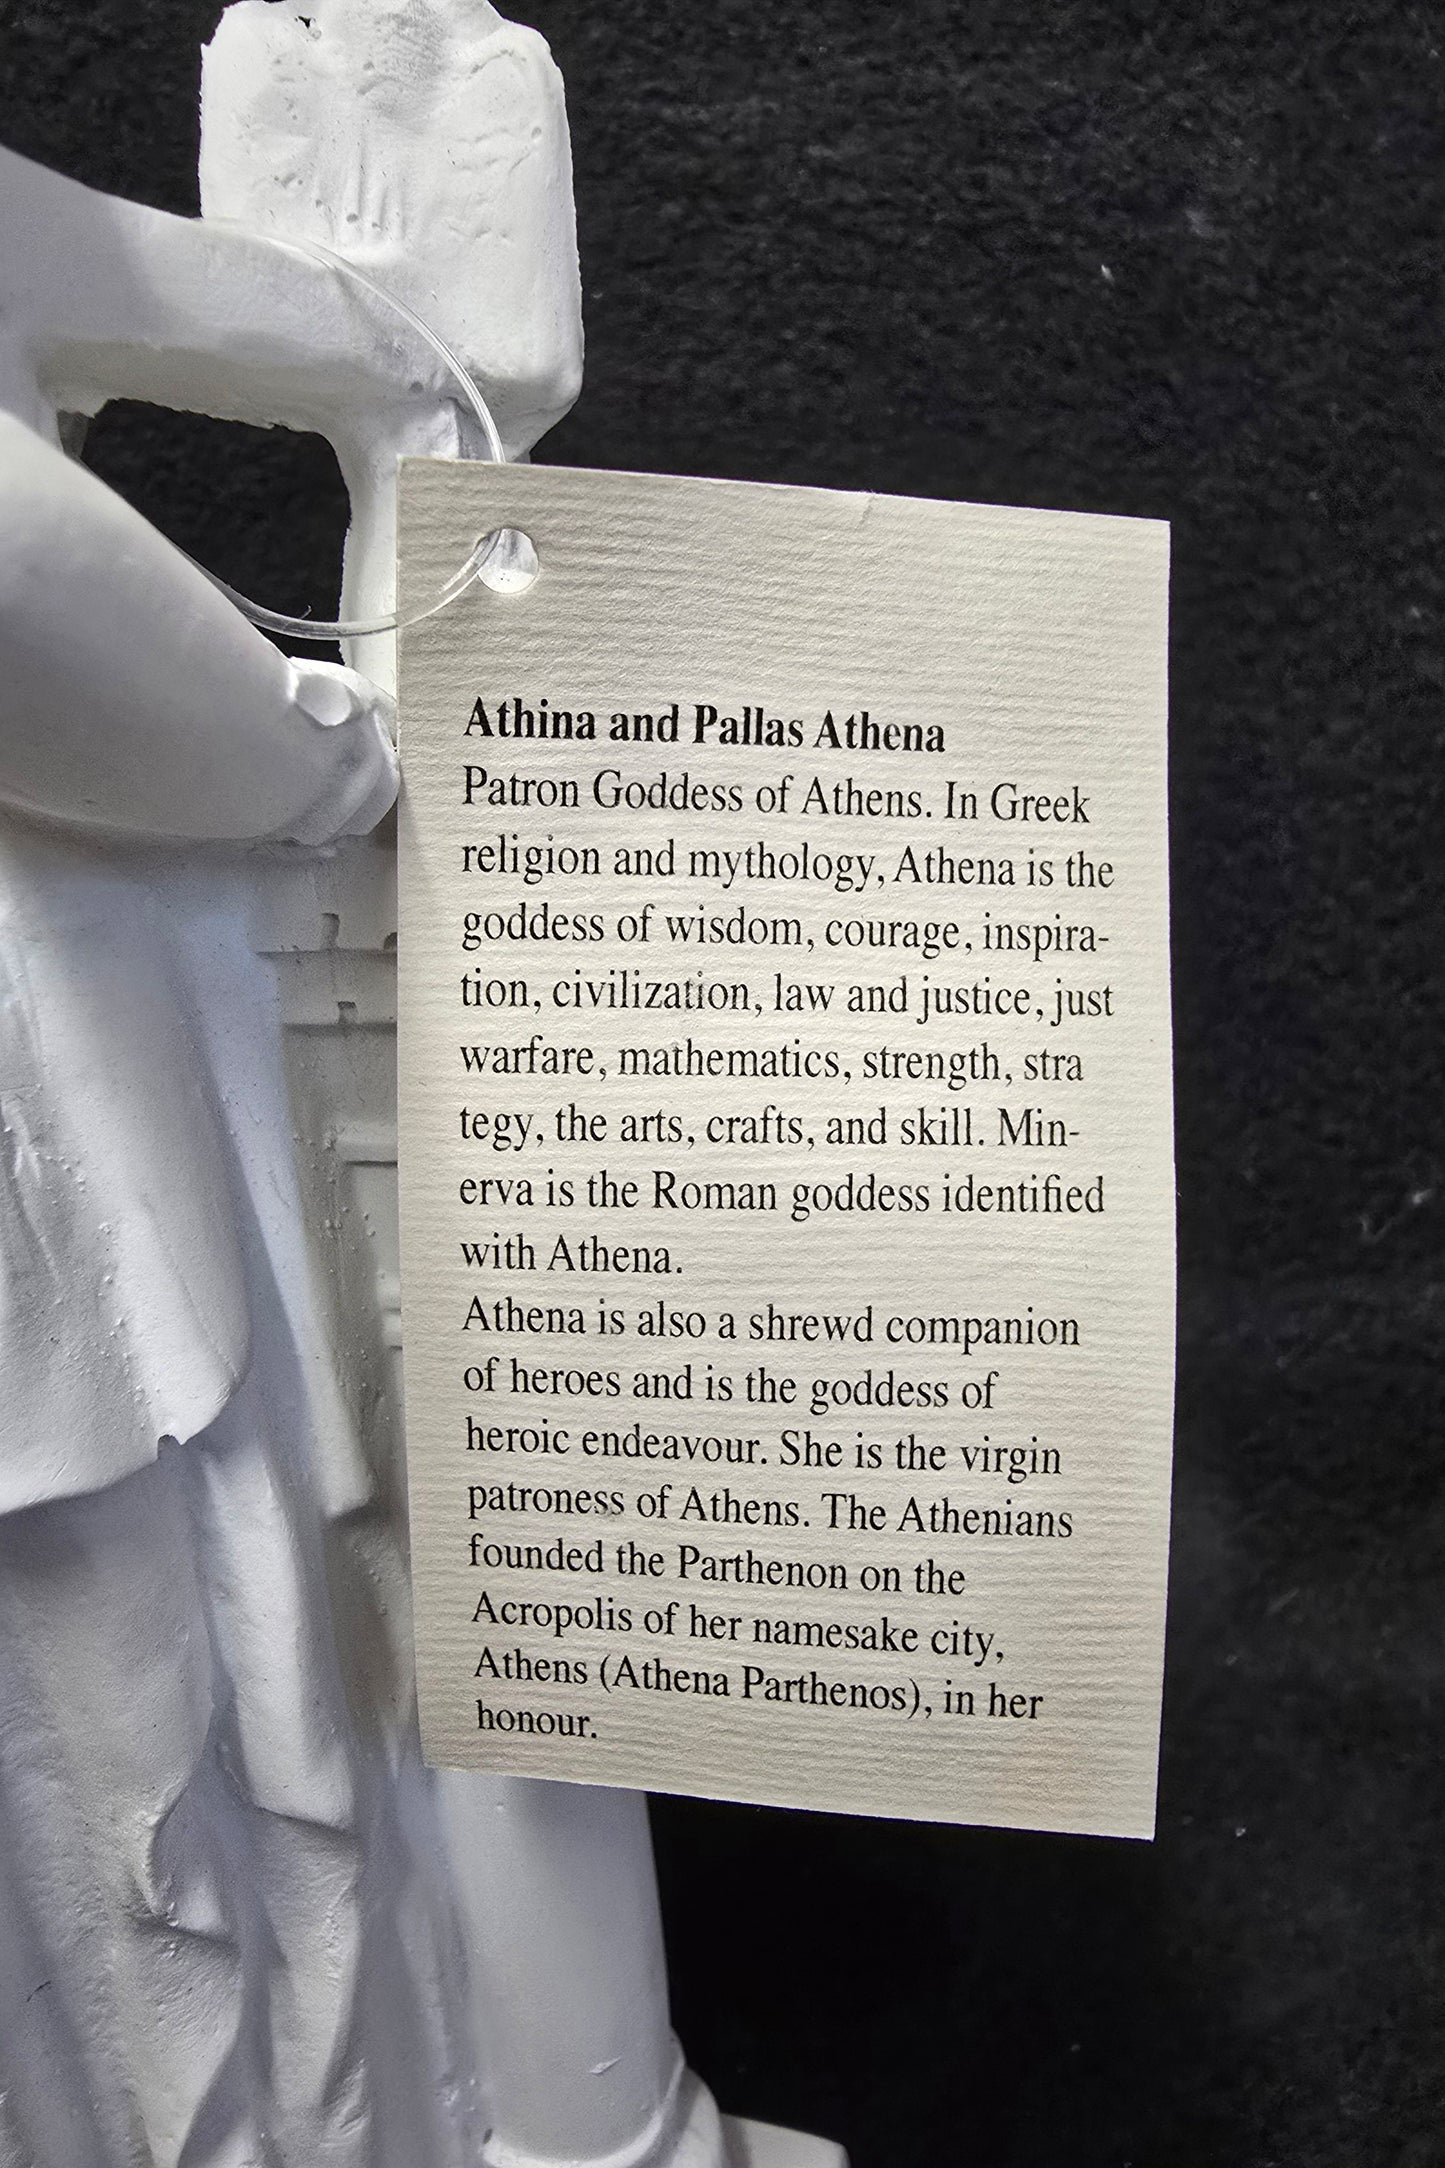 Athina and Pallas Athena
Patron Goddess of Athens. In Greek
religion and mythology, Athena is the
goddess of wisdom, courage, inspira-
tion, civilization, law and justice, just
warfare, mathematics, strength, stra
tegy, the arts, crafts, and skill. Min-
erva is the Roman goddess identified
with Athena.
Athena is also a shrewd companion
of heroes and is the goddess of
heroic endeavour. She is the virgin
patroness of Athens. The Athenians
founded the Parthenon on the
Acropolis of her namesake city,
Athens (Athena Parthenos), in her
honour.